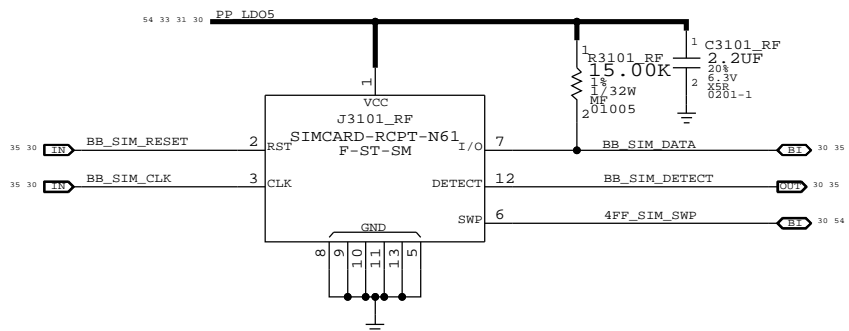 54 33 31 30 PP_LDO5
1 C3101_RF
2.2UF
20%
6.3V
X5R
0201-1
2
1 R3101_RF
15.00K
1%
1/32W
MF
01005
2
1
VCC
J3101_RF
SIMCARD-RCPT-N61
F-ST-SM
35 30 IN BB_SIM_RESET 2 RST
I/O 7 BB_SIM_DATA BI 30 35
35 30 IN BB_SIM_CLK 3 CLK
DETECT 12 BB_SIM_DETECT OUT 30 35
SWP 6 4FF_SIM_SWP BI 30 54
GND
8 9 10 11 13 5